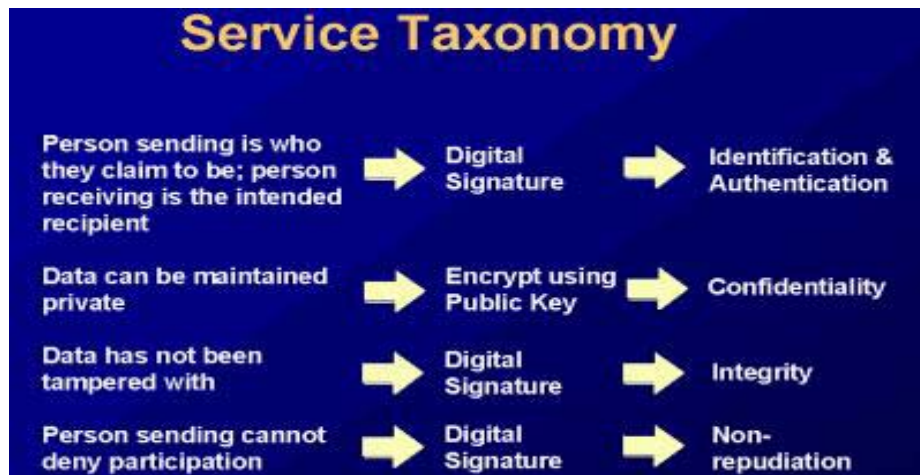 Service Taxonomy
Person sending is who
they claim to be; person
receiving is the intended
recipient
Digital
Signature
Identification &
Authentication
Data can be maintained
private
Encrypt using
Public Key
Confidentiality
Data has not been
tampered with
Digital
Signature
Integrity
Person sending cannot
deny participation
Digital
Signature
Non-
repudiation